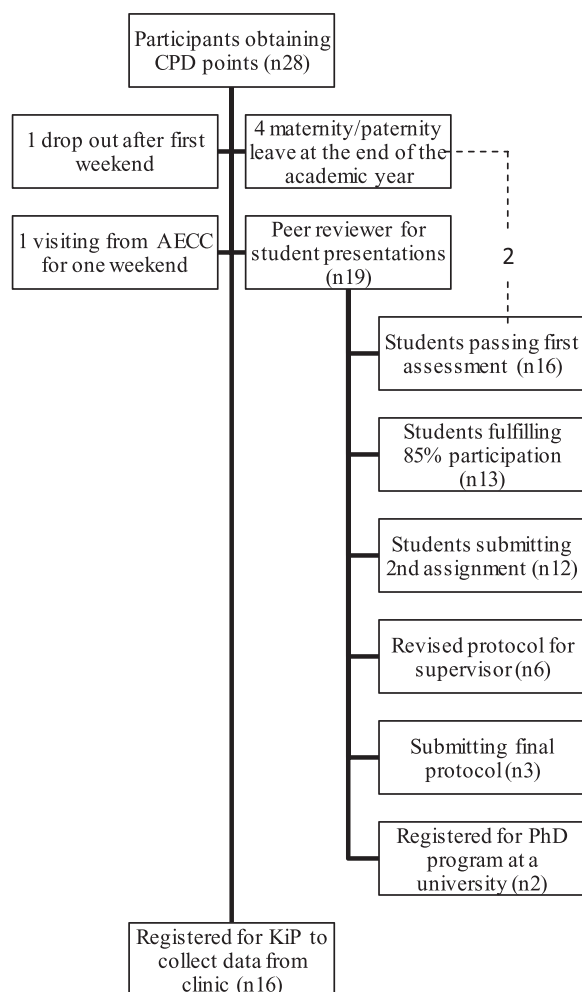 Participants obtaining
CPD points (n28)
1 drop out after first
weekend
4 maternity/paternity
leave at the end of the
academic year
1 visiting from AECC
for one weekend
Peer reviewer for
student presentations
(n19)
2
Students passing first
assessment (n16)
Students fulfilling
85% participation
(n13)
Students submitting
2nd assignment (n12)
Revised protocol for
supervisor (n6)
Submitting final
protocol (n3)
Registered for PhD
program at a
university (n2)
Registered for KiP to
collect data from
clinic (n16)